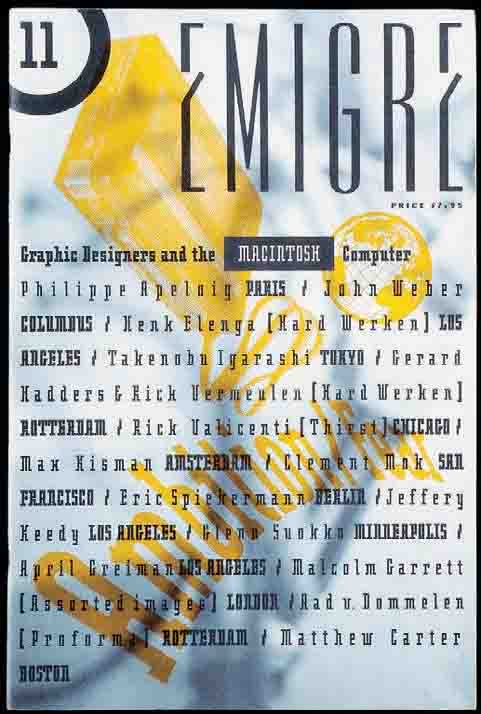 11
EMIGRE
PRICE $7.95
Graphic Designers and the MACINTOSH Computer
Philippe Apeloig PARIS / John Weber
COLUMBUS / Henk Elenga [Hard Werken] LOS
ANGELES / Takenobu Igarashi TOKYO / Gerard
Hadders & Rick Vermeulen [Hard Werken]
ROTTERDAM / Rick Valicenti [Thirst] CHICAGO /
Max Kisman AMSTERDAM / Clement Mok SAN
FRANCISCO / Eric Spiekermann BERLIN / Jeffery
Keedy LOS ANGELES / Glenn Suokko MINNEAPOLIS /
April Greiman LOS ANGELES / Malcolm Garrett
[Assorted images] LONDON / Aad v. Dommelen
[Proforma] ROTTERDAM / Matthew Carter
BOSTON
Ambition/Fear